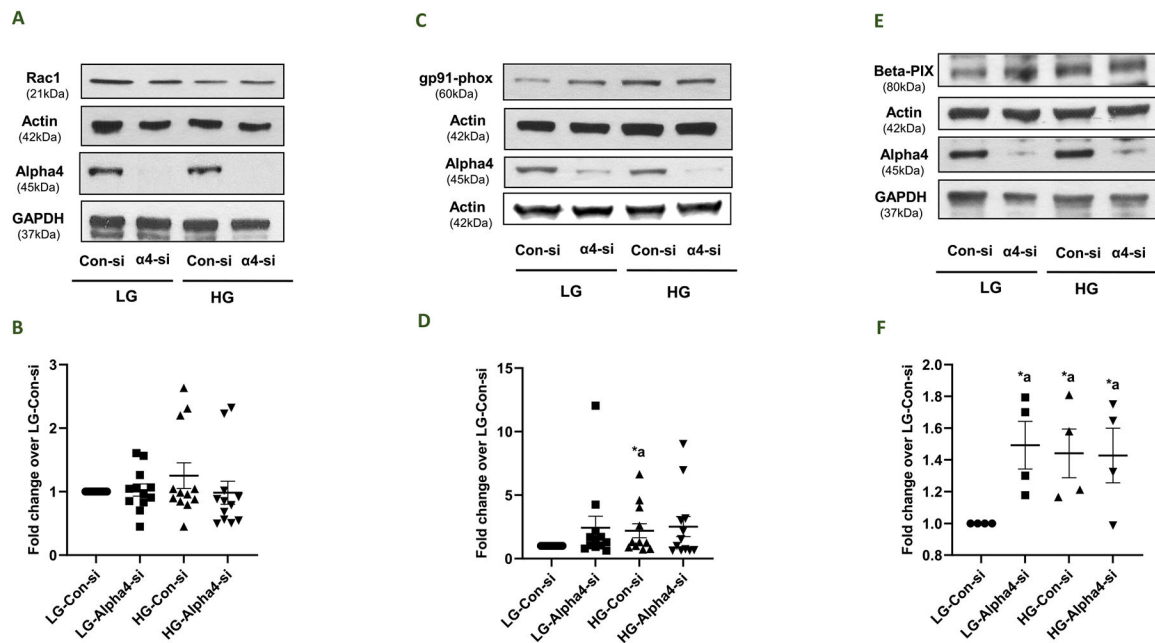 A
Rac1
(21kDa)
Actin
(42kDa)
Alpha4
(45kDa)
GAPDH
(37kDa)
Con-si α4-si Con-si α4-si
LG HG
C
gp91-phox
(60kDa)
Actin
(42kDa)
Alpha4
(45kDa)
Actin
(42kDa)
Con-si α4-si Con-si α4-si
LG HG
E
Beta-PIX
(80kDa)
Actin
(42kDa)
Alpha4
(45kDa)
GAPDH
(37kDa)
Con-si α4-si Con-si α4-si
LG HG
B
Fold change over LG-Con-si
3
2
1
0
LG-Con-si
LG-Alpha4-si
HG-Con-si
HG-Alpha4-si
D
Fold change over LG-Con-si
15
10
5
0
*a
LG-Con-si
LG-Alpha4-si
HG-Con-si
HG-Alpha4-si
F
Fold change over LG-Con-si
2.0
1.8
1.6
1.4
1.2
1.0
0.8
*a *a *a
LG-Con-si
LG-Alpha4-si
HG-Con-si
HG-Alpha4-si